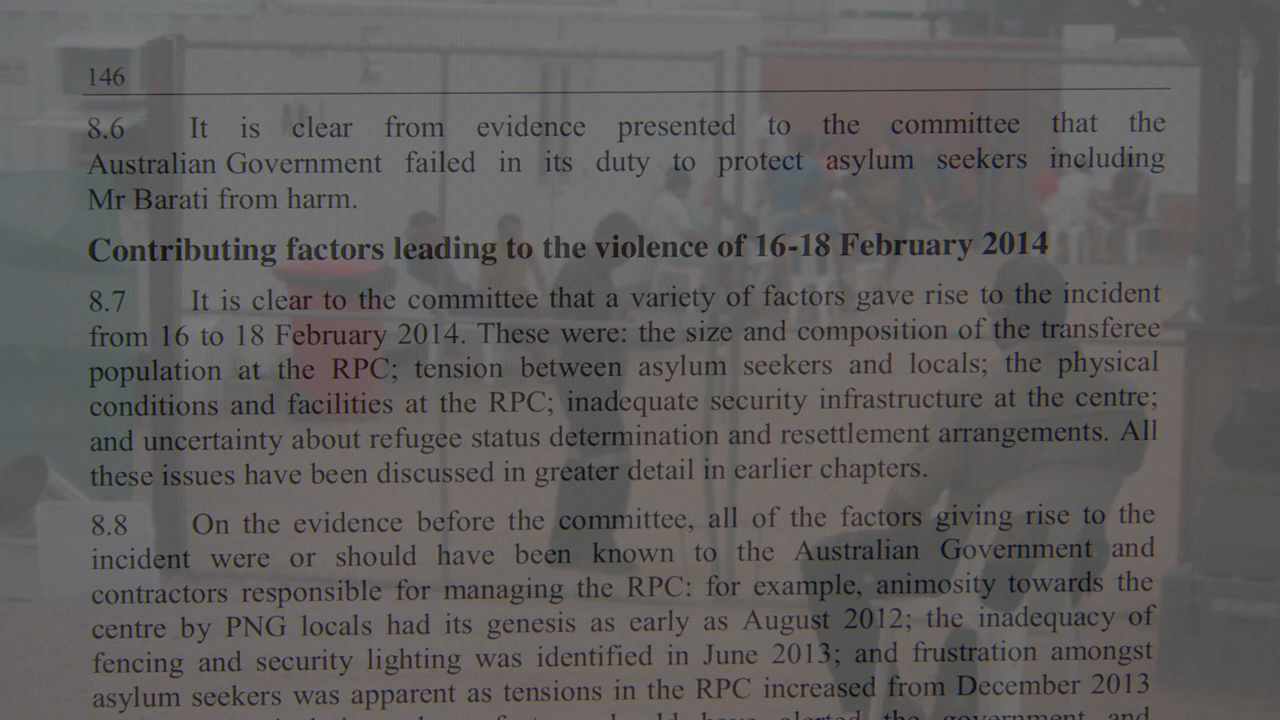 146
8.6 It is clear from evidence presented to the committee that the
Australian Government failed in its duty to protect asylum seekers including
Mr Barati from harm.
Contributing factors leading to the violence of 16-18 February 2014
8.7 It is clear to the committee that a variety of factors gave rise to the incident
from 16 to 18 February 2014. These were: the size and composition of the transferee
population at the RPC; tension between asylum seekers and locals; the physical
conditions and facilities at the RPC; inadequate security infrastructure at the centre;
and uncertainty about refugee status determination and resettlement arrangements. All
these issues have been discussed in greater detail in earlier chapters.
8.8 On the evidence before the committee, all of the factors giving rise to the
incident were or should have been known to the Australian Government and
contractors responsible for managing the RPC: for example, animosity towards the
centre by PNG locals had its genesis as early as August 2012; the inadequacy of
fencing and security lighting was identified in June 2013; and frustration amongst
asylum seekers was apparent as tensions in the RPC increased from December 2013
have alerted the government and